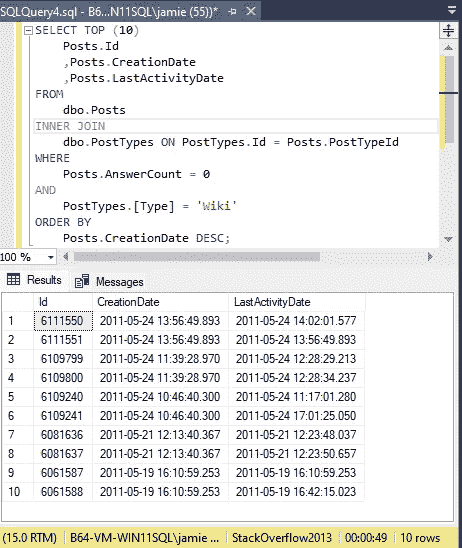 SQLQuery4.sql - B6...N11SQL\jamie (55))*
SELECT TOP (10)
Posts.Id
,Posts.CreationDate
,Posts.LastActivityDate
FROM
dbo.Posts
INNER JOIN
dbo.PostTypes ON PostTypes.Id = Posts.PostTypeId
WHERE
Posts.AnswerCount = 0
AND
PostTypes.[Type] = 'Wiki'
ORDER BY
Posts.CreationDate DESC;
100 %
Results Messages
Id CreationDate LastActivityDate
1 6111550 2011-05-24 13:56:49.893 2011-05-24 14:02:01.577
2 6111551 2011-05-24 13:56:49.893 2011-05-24 13:56:49.893
3 6109799 2011-05-24 11:39:28.970 2011-05-24 12:28:29.213
4 6109800 2011-05-24 11:39:28.970 2011-05-24 12:28:34.237
5 6109240 2011-05-24 10:46:40.300 2011-05-24 11:17:01.280
6 6109241 2011-05-24 10:46:40.300 2011-05-24 17:01:25.050
7 6081636 2011-05-21 12:13:40.367 2011-05-21 12:23:48.037
8 6081637 2011-05-21 12:13:40.367 2011-05-21 12:23:50.657
9 6061587 2011-05-19 16:10:59.253 2011-05-19 16:10:59.253
10 6061588 2011-05-19 16:10:59.253 2011-05-19 16:42:15.023
(15.0 RTM) B64-VM-WIN11SQL\jamie ... StackOverflow2013 00:00:49 10 rows